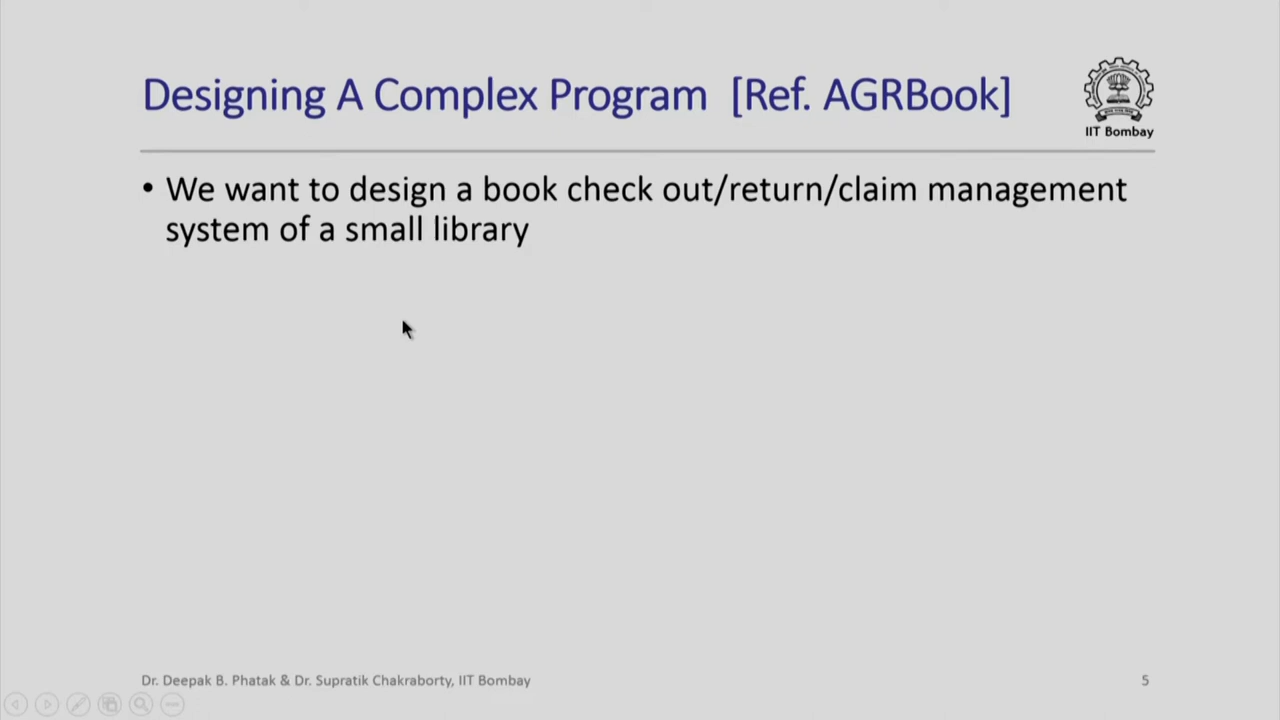 Designing A Complex Program [Ref. AGRBook]
IIT Bombay
• We want to design a book check out/return/claim management
system of a small library
Dr. Deepak B. Phatak & Dr. Supratik Chakraborty, IIT Bombay
5